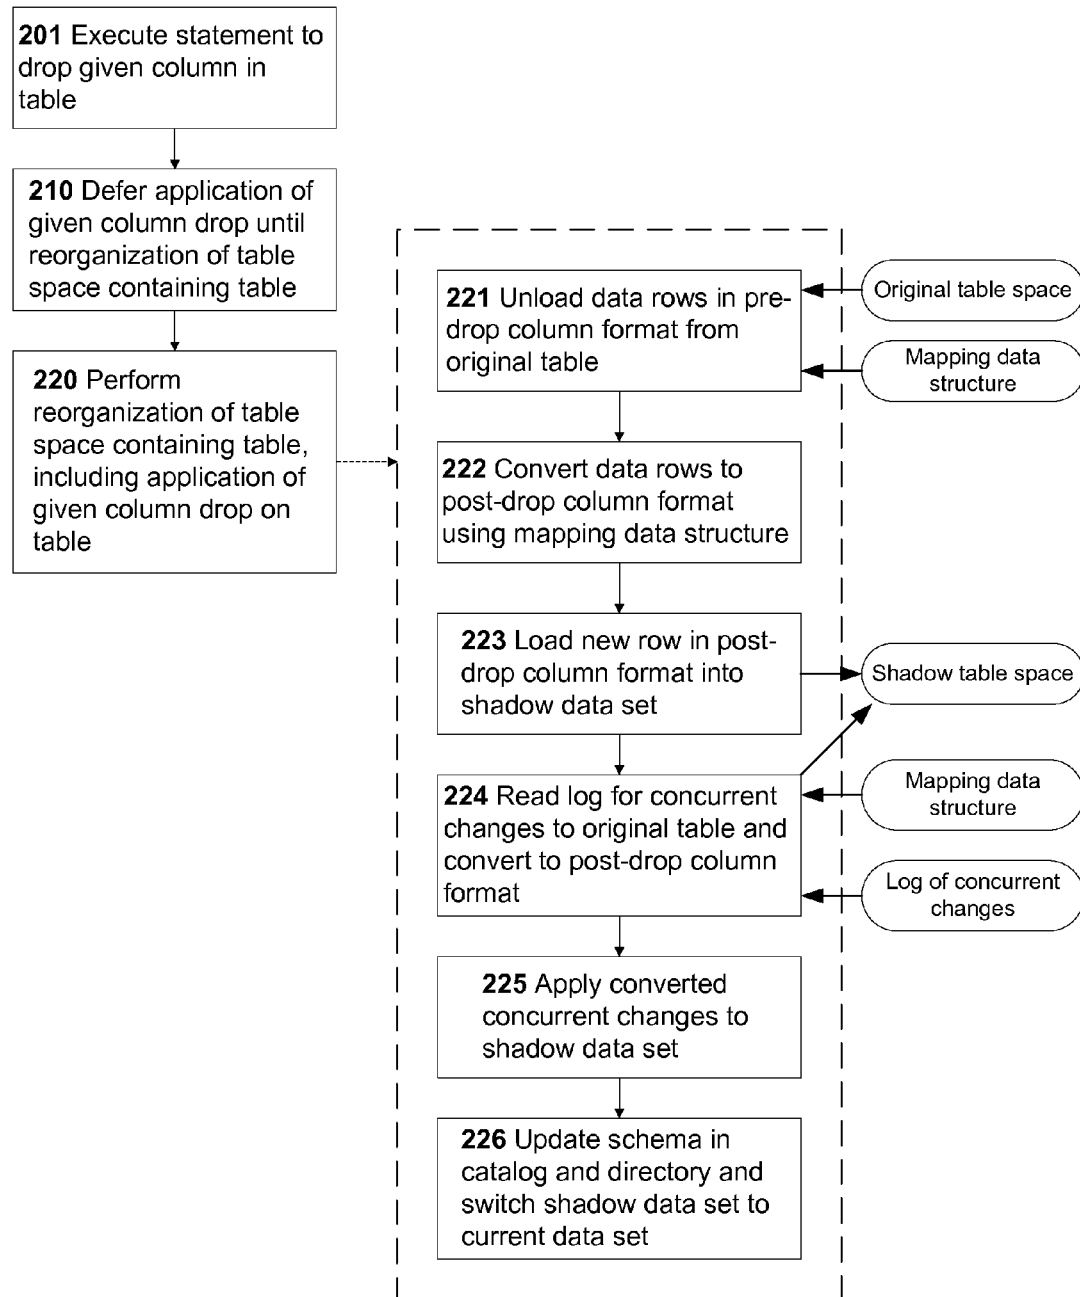 201 Execute statement to
drop given column in
table
210 Defer application of
given column drop until
reorganization of table
space containing table
220 Perform
reorganization of table
space containing table,
including application of
given column drop on
table
221 Unload data rows in pre-
drop column format from
original table
Original table space
Mapping data
structure
222 Convert data rows to
post-drop column format
using mapping data structure
223 Load new row in post-
drop column format into
shadow data set
Shadow table space
224 Read log for concurrent
changes to original table and
convert to post-drop column
format
Mapping data
structure
Log of concurrent
changes
225 Apply converted
concurrent changes to
shadow data set
226 Update schema in
catalog and directory and
switch shadow data set to
current data set